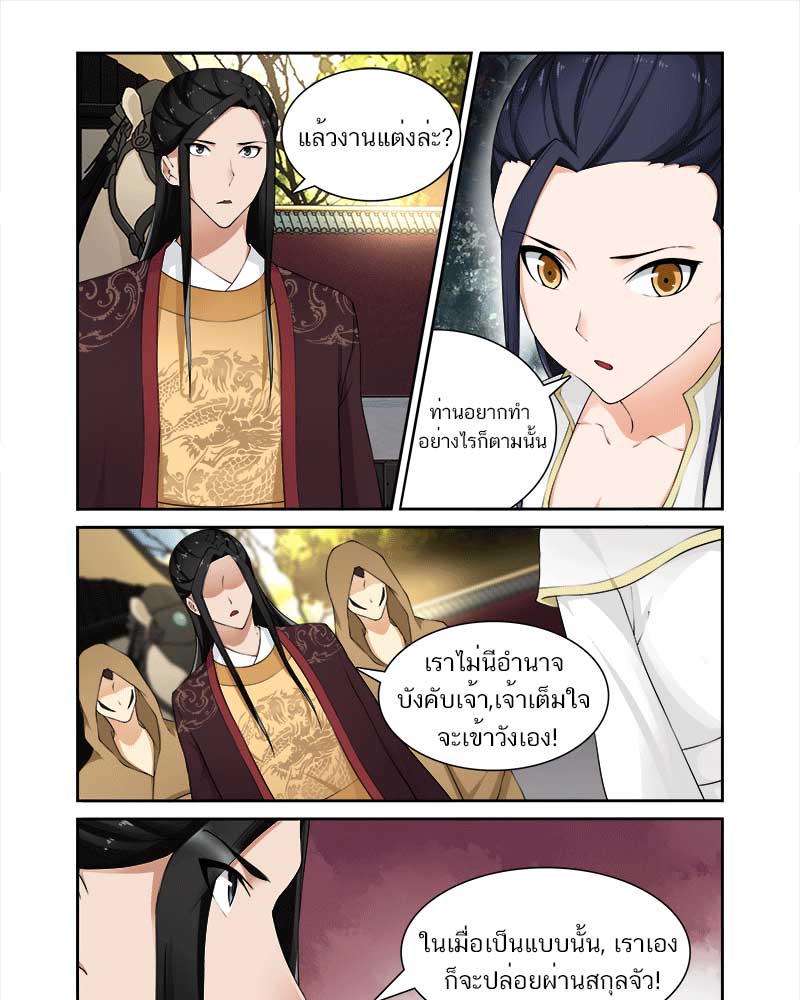 แล้วงานแต่งล่ะ?
ท่านอยากทำ
อย่างไรก็ตามนั้น
เราไม่นีอำนาจ
บังคับเจ้า,เจ้าเต็มใจ
จะเข้าวังเอง!
ในเมื่อเป็นแบบนั้น, เราเอง
ก็จะปล่อยผ่านสกุลจัว!